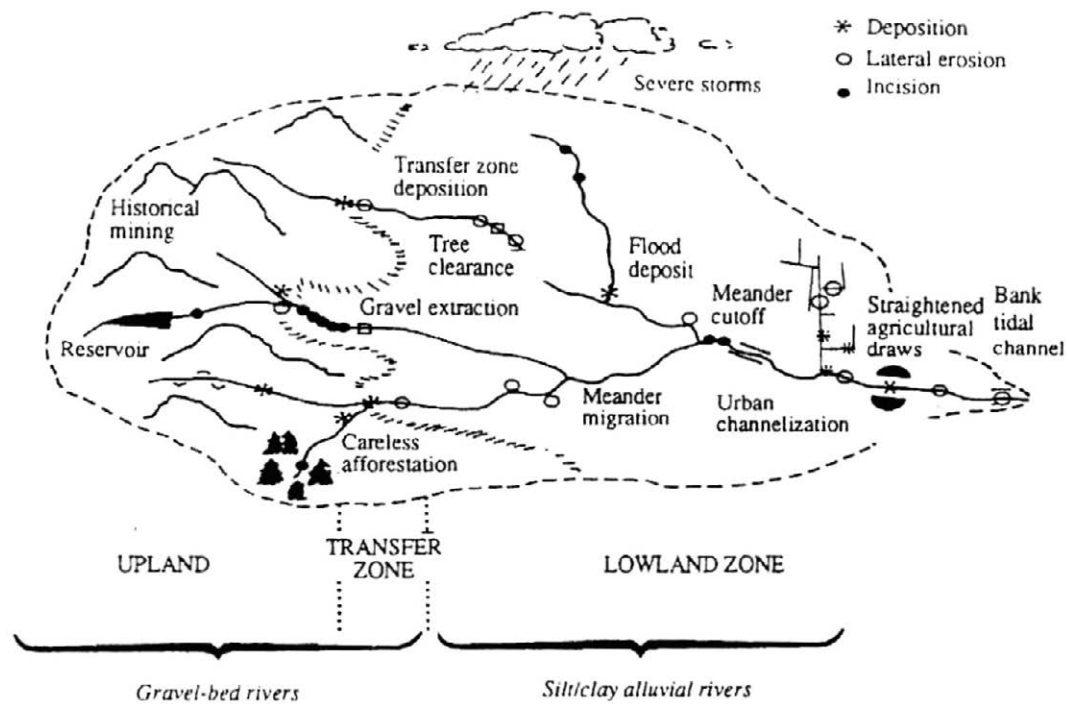 Deposition
Lateral erosion
Incision
Severe storms
Transfer zone
deposition
Historical
mining
Tree
clearance
Flood
deposit
Meander
cutoff
Straightened
agricultural
draws
Bank
tidal
channel
Gravel extraction
Reservoir
Meander
migration
Urban
channelization
Careless
afforestation
UPLAND
TRANSFER
ZONE
LOWLAND ZONE
Gravel-bed rivers
Silt/clay alluvial rivers